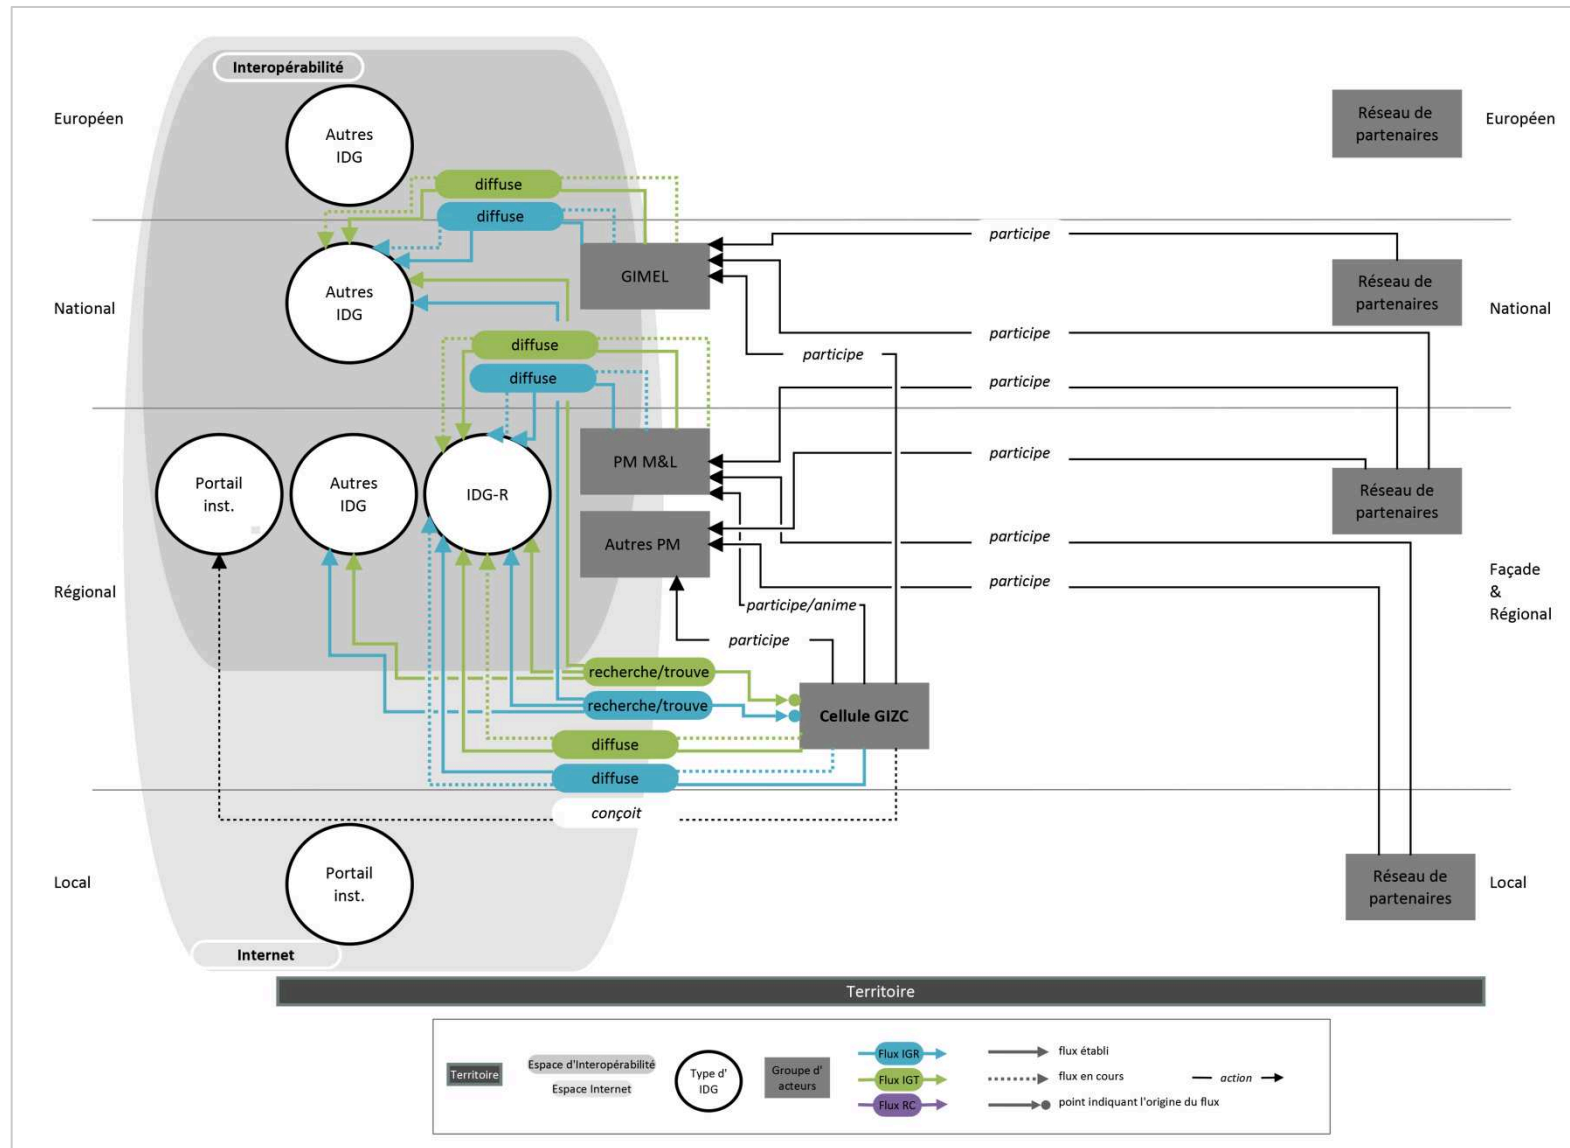 Interopérabilité
Européen
Autres
IDG
Réseau de
partenaires
Européen
diffuse
diffuse
participe
GIMEL
National
Autres
IDG
Réseau de
partenaires
National
participe
diffuse
participe
diffuse
participe
participe
PM M&L
Portail
inst.
Autres
IDG
IDG-R
Réseau de
partenaires
Autres PM
participe
Régional
participe
Façade
&
Régional
participe/anime
participe
recherche/trouve
recherche/trouve
Cellule GIZC
diffuse
diffuse
conçoit
Local
Portail
inst.
Réseau de
partenaires
Local
Internet
Territoire
Territoire
Espace d'Interopérabilité
Espace Internet
Type d'
IDG
Groupe d'
acteurs
Flux IGR
Flux IGT
Flux RC
flux établi
flux en cours
point indiquant l'origine du flux
action